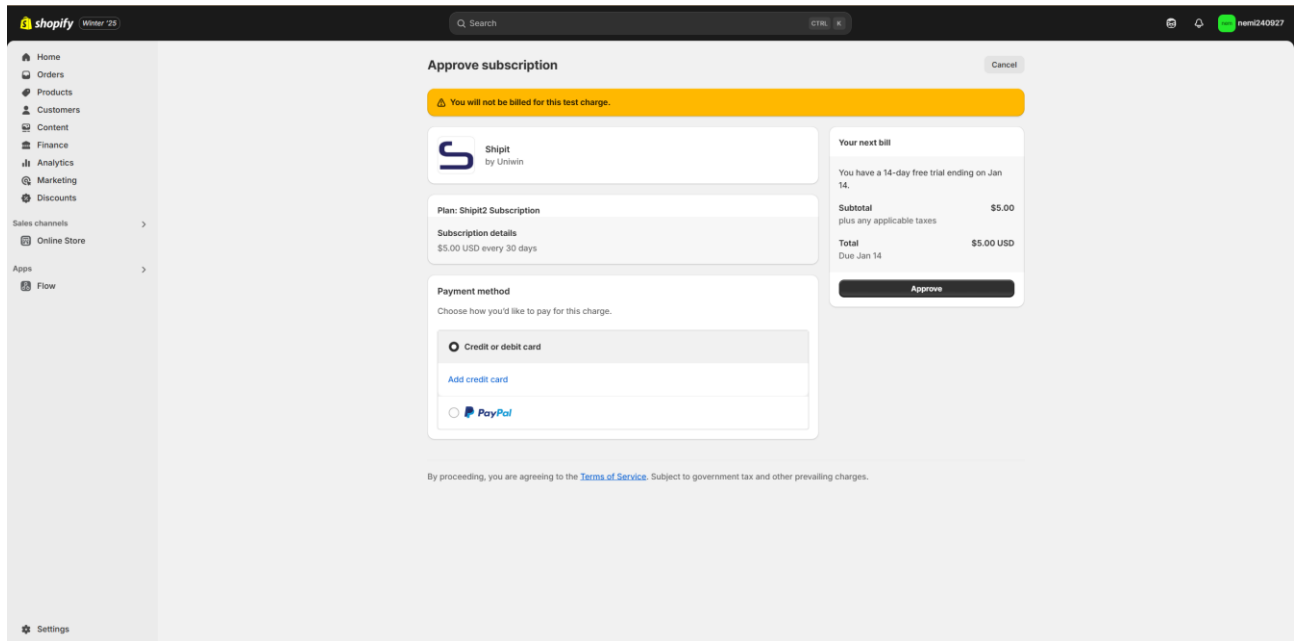 shopify Winter '25
Search CTRL K
nemi nemi240927
Home
Orders
Products
Customers
Content
Finance
Analytics
Marketing
Discounts
Sales channels
Online Store
Apps
Flow
Settings
Approve subscription
Cancel
You will not be billed for this test charge.
Shipit
by Uniwin
Plan: Shipit2 Subscription
Subscription details
$5.00 USD every 30 days
Payment method
Choose how you'd like to pay for this charge.
Credit or debit card
Add credit card
PayPal
Your next bill
You have a 14-day free trial ending on Jan
14.
Subtotal $5.00
plus any applicable taxes
Total $5.00 USD
Due Jan 14
Approve
By proceeding, you are agreeing to the Terms of Service. Subject to government tax and other prevailing charges.